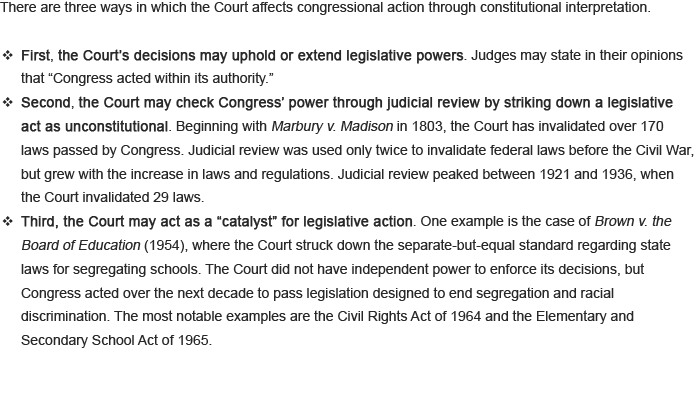 There are three ways in which the Court affects congressional action through constitutional interpretation.
❖ First, the Court's decisions may uphold or extend legislative powers. Judges may state in their opinions
that “Congress acted within its authority.”
❖ Second, the Court may check Congress’ power through judicial review by striking down a legislative
act as unconstitutional. Beginning with Marbury v. Madison in 1803, the Court has invalidated over 170
laws passed by Congress. Judicial review was used only twice to invalidate federal laws before the Civil War,
but grew with the increase in laws and regulations. Judicial review peaked between 1921 and 1936, when
the Court invalidated 29 laws.
❖ Third, the Court may act as a “catalyst” for legislative action. One example is the case of Brown v. the
Board of Education (1954), where the Court struck down the separate-but-equal standard regarding state
laws for segregating schools. The Court did not have independent power to enforce its decisions, but
Congress acted over the next decade to pass legislation designed to end segregation and racial
discrimination. The most notable examples are the Civil Rights Act of 1964 and the Elementary and
Secondary School Act of 1965.